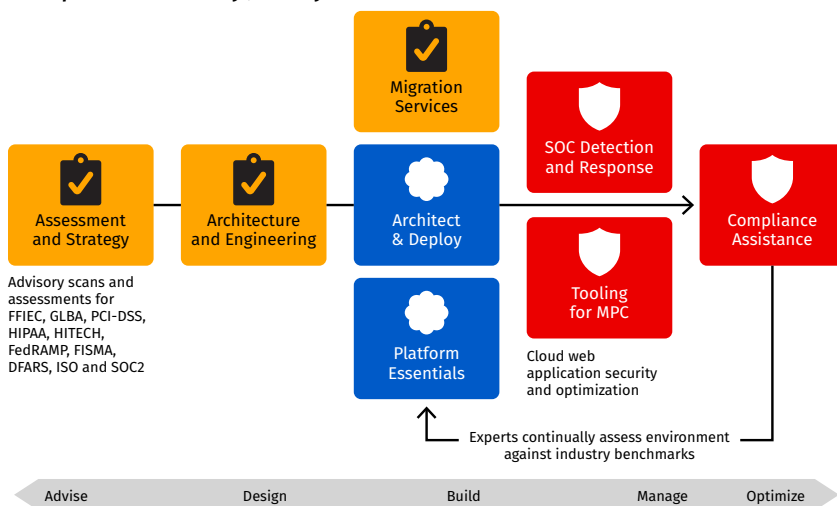 Migration
Services
SOC Detection
and Response
Assessment
and Strategy
Architecture
and Engineering
Architect
& Deploy
Compliance
Assistance
Advisory scans and
assessments for
FFIEC, GLBA, PCI-DSS,
HIPAA, HITECH,
FedRAMP, FISMA,
DFARS, ISO and SOC2
Platform
Essentials
Tooling
for MPC
Cloud web
application security
and optimization
Experts continually assess environment
against industry benchmarks
Advise
Design
Build
Manage
Optimize